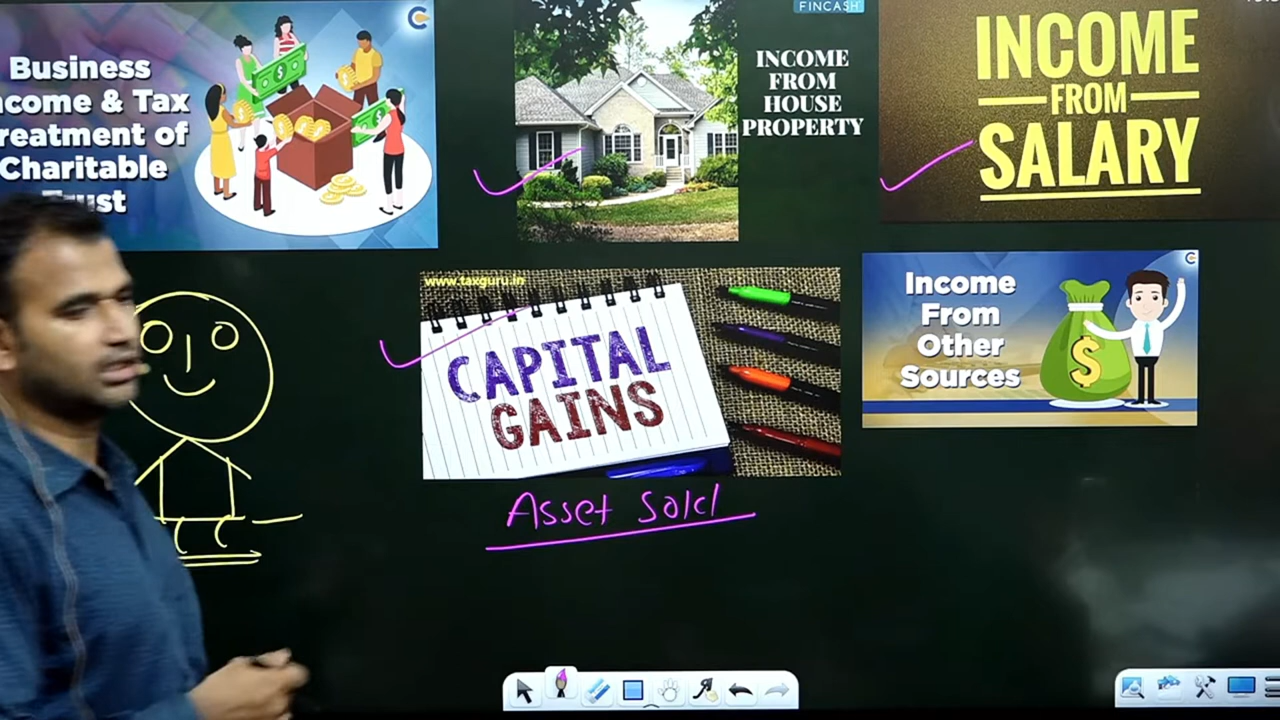 Business
ncome & Tax
reatment of
Charitable
rust
FINCASH
INCOME
FROM
HOUSE
PROPERTY
INCOME
FROM
SALARY
www.taxguru.in
CAPITAL
GAINS
Income
From
Other
Sources
Asset Sold